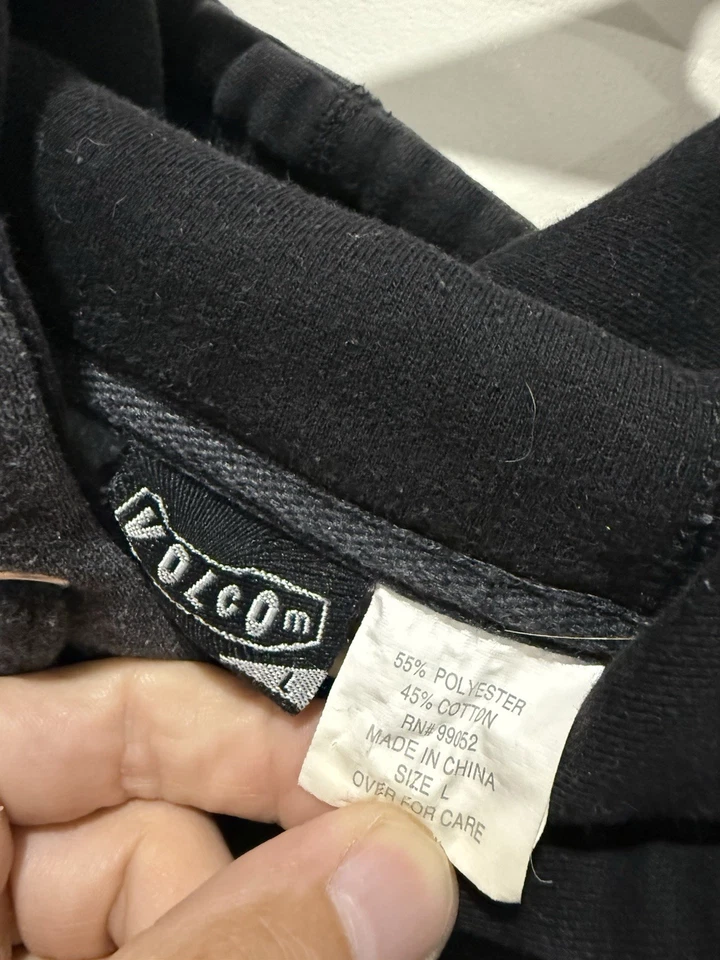 VOLCOm
L
55% POLYESTER
45% COTTON
RN# 99052
MADE IN CHINA
SIZE L
OVER FOR CARE